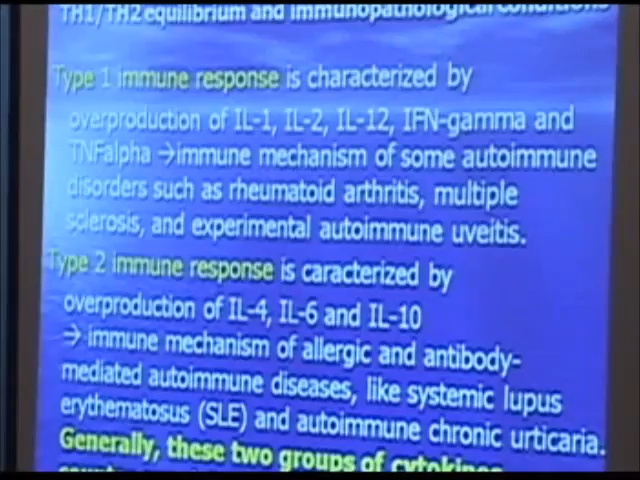 TH1/TH2 equilibrium and immunopathological conditions
Type 1 immune response is characterized by
overproduction of IL-1, IL-2, IL-12, IFN-gamma and
TNFalpha →immune mechanism of some autoimmune
disorders such as rheumatoid arthritis, multiple
sclerosis, and experimental autoimmune uveitis.
Type 2 immune response is caracterized by
overproduction of IL-4, IL-6 and IL-10
→ immune mechanism of allergic and antibody-
mediated autoimmune diseases, like systemic lupus
erythematosus (SLE) and autoimmune chronic urticaria.
Generally, these two groups of cytokines